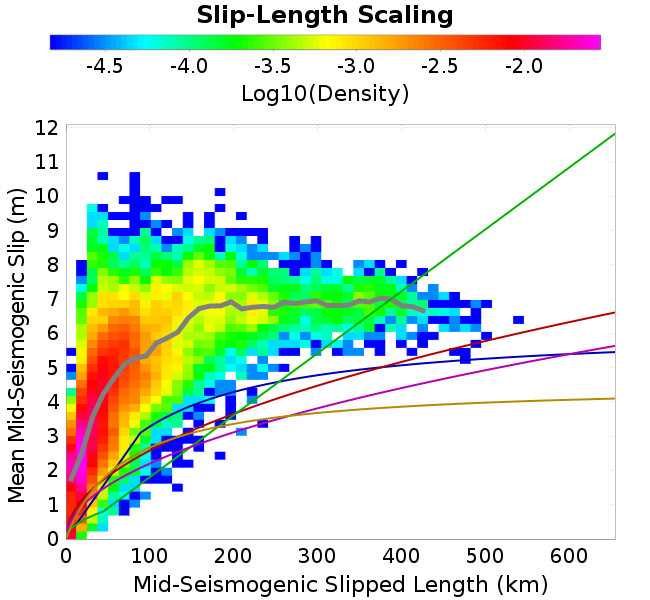 Slip-Length Scaling
-4.5 -4.0 -3.5 -3.0 -2.5 -2.0
Log10(Density)
Mean Mid-Seismogenic Slip (m)
12
11
10
9
8
7
6
5
4
3
2
1
0
0 100 200 300 400 500 600
Mid-Seismogenic Slipped Length (km)